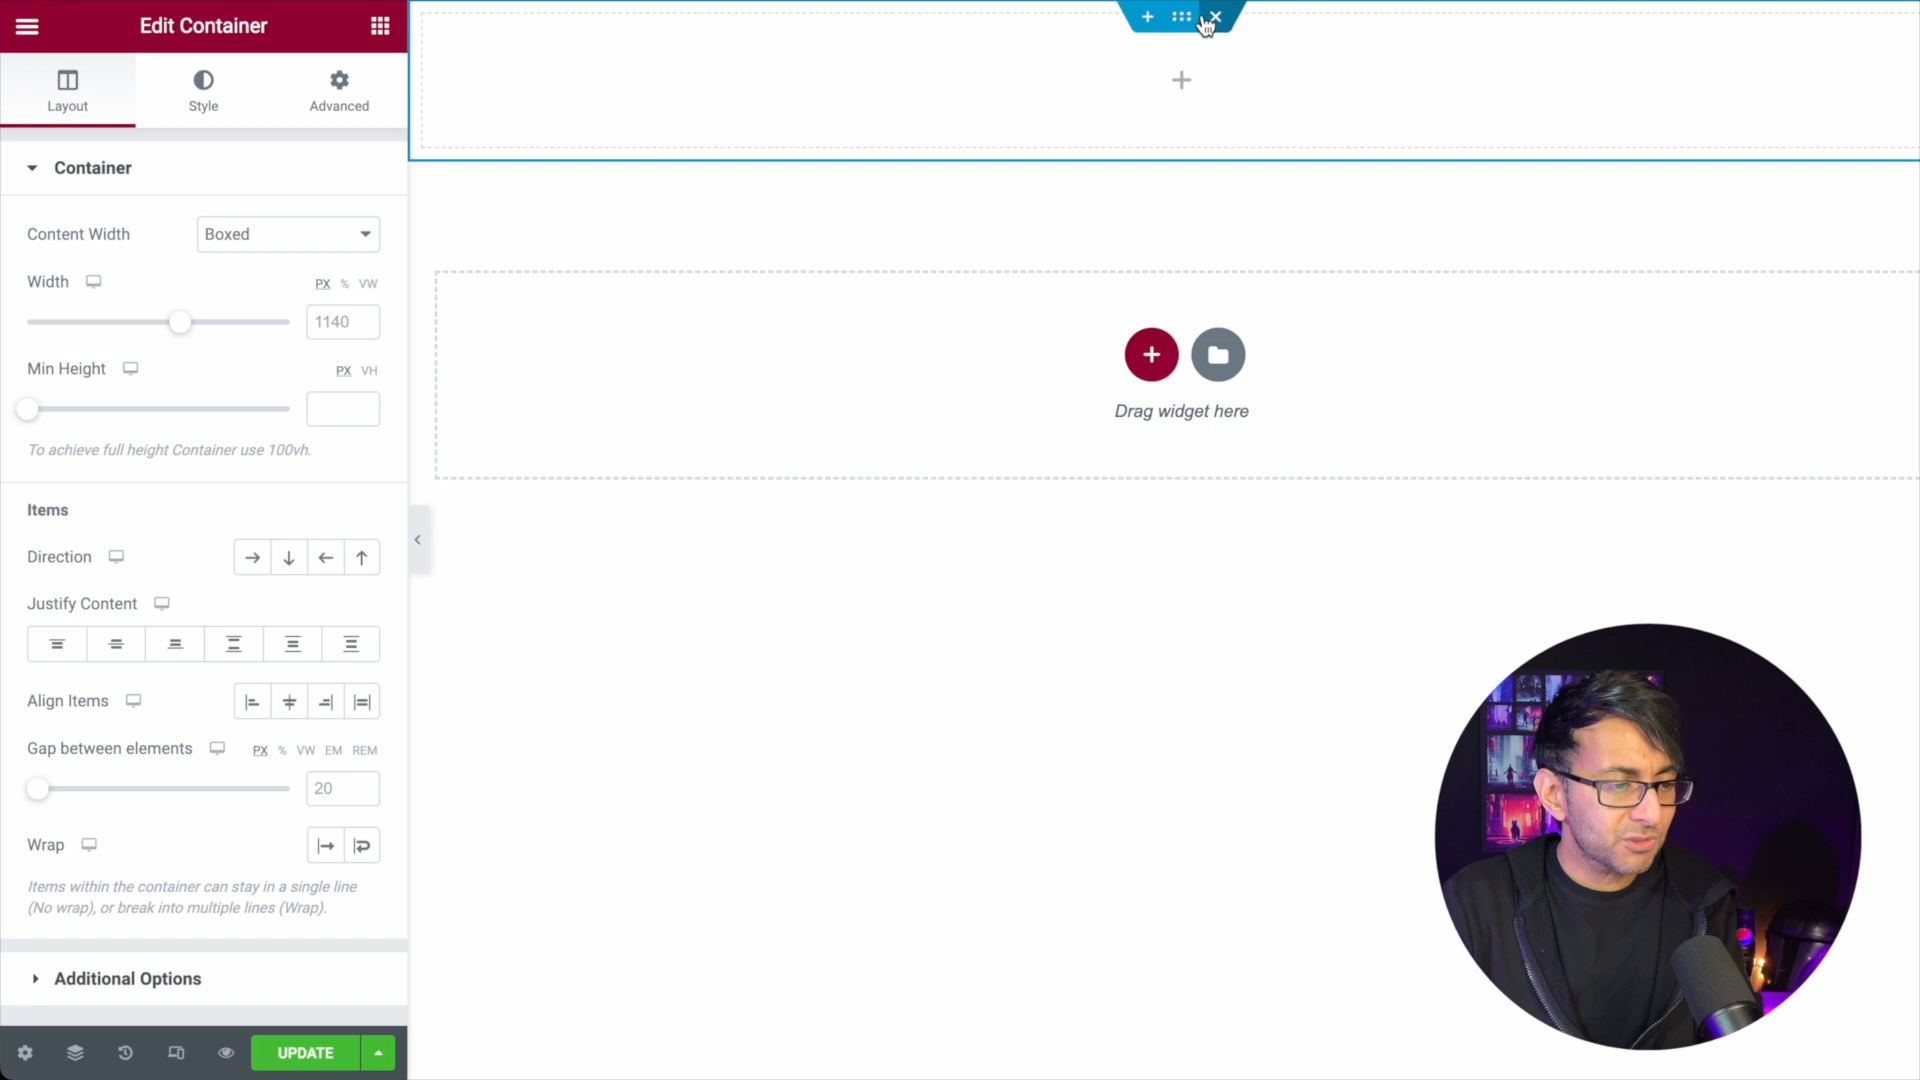 Edit Container
Layout
Style
Advanced
Container
Content Width
Boxed
Width
PX % VW
1140
Min Height
PX VH
To achieve full height Container use 100vh.
Items
Direction
Justify Content
Align Items
Gap between elements
PX % VW EM REM
20
Wrap
Items within the container can stay in a single line
(No wrap), or break into multiple lines (Wrap).
Additional Options
UPDATE
Drag widget here